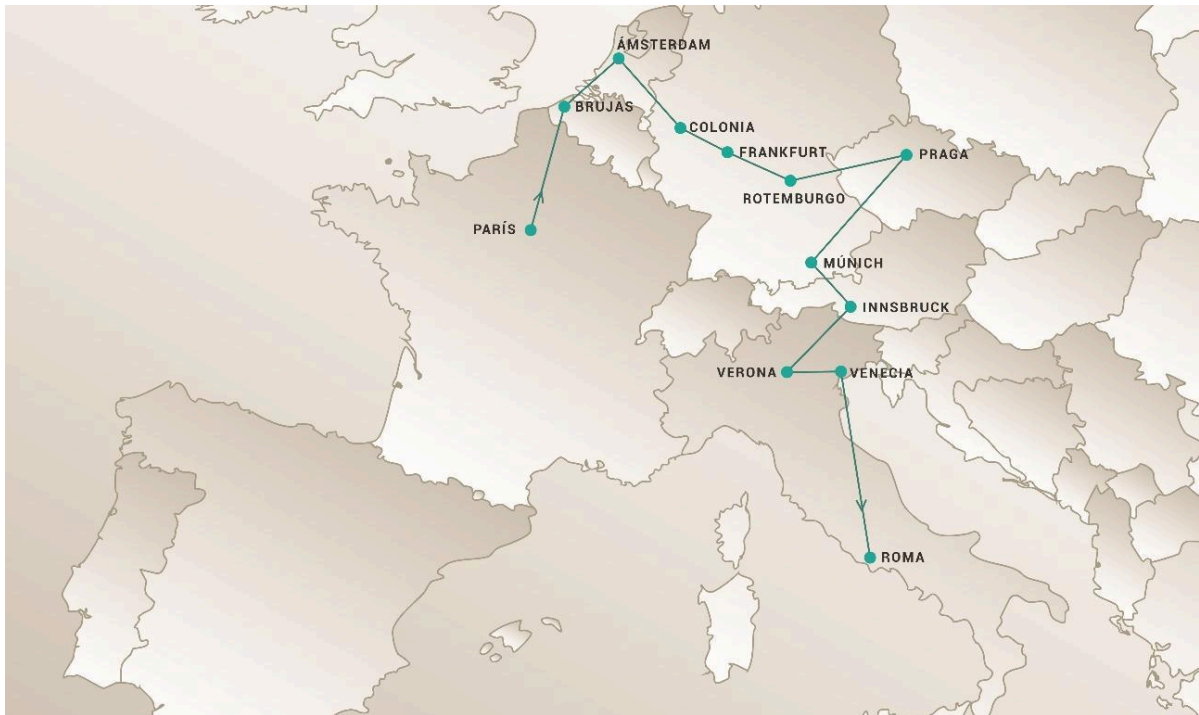 ÁMSTERDAM
BRUJAS
COLONIA
FRANKFURT
PRAGA
ROTEMBURGO
PARÍS
MÚNICH
INNSBRUCK
VERONA
VENECIA
ROMA